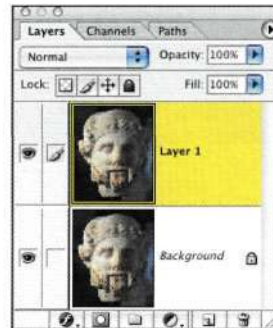 Layers Channels Paths
Normal Opacity: 100%
Lock: Fill: 100%
Layer 1
Background